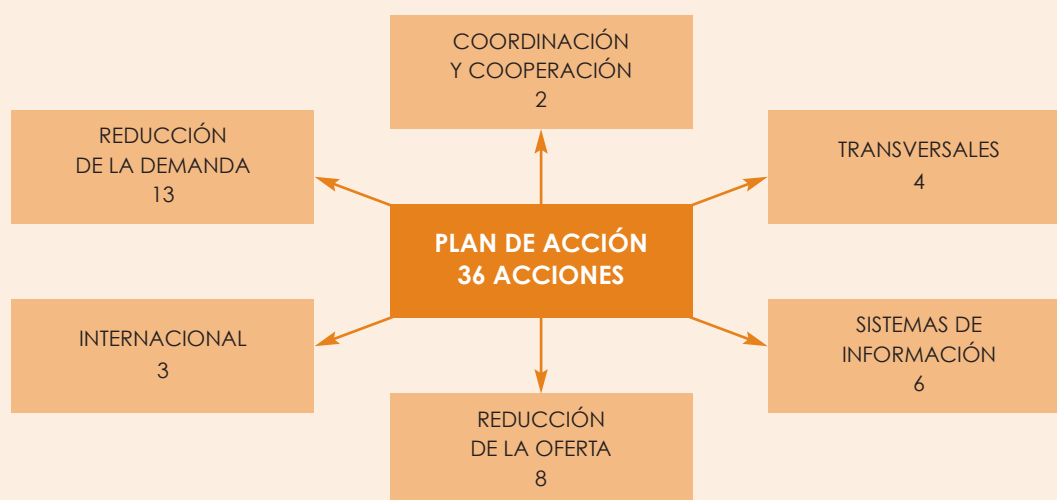 COORDINACIÓN
Y COOPERACIÓN
2
REDUCCIÓN
DE LA DEMANDA
13
TRANSVERSALES
4
PLAN DE ACCIÓN
36 ACCIONES
INTERNACIONAL
3
SISTEMAS DE
INFORMACIÓN
6
REDUCCIÓN
DE LA OFERTA
8